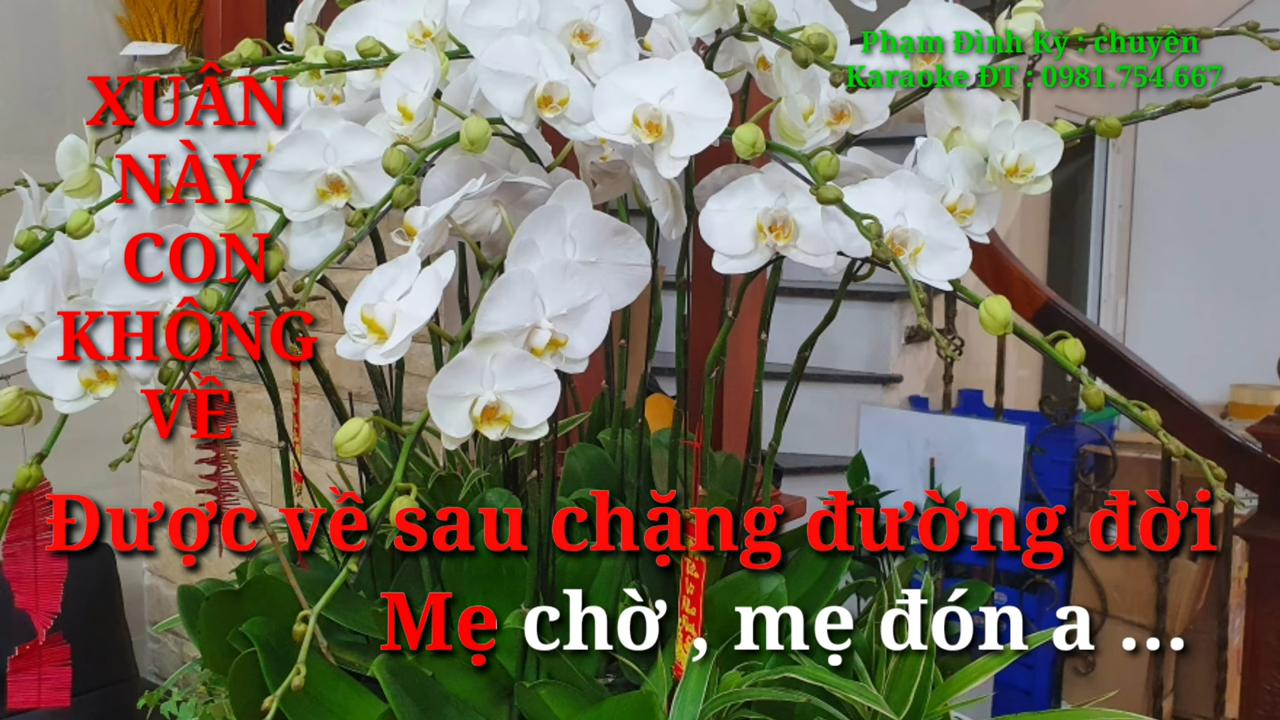 Phạm Đình Kỳ : chuyên
Karaoke ĐT : 0981.754.667
XUÂN
NÀY
CON
KHÔNG
VỀ
Được về sau chặng đường đời
Mẹ chờ , mẹ đón a ...